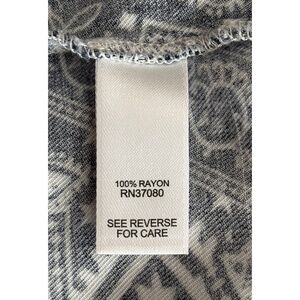 100% RAYON
RN37080
SEE REVERSE
FOR CARE